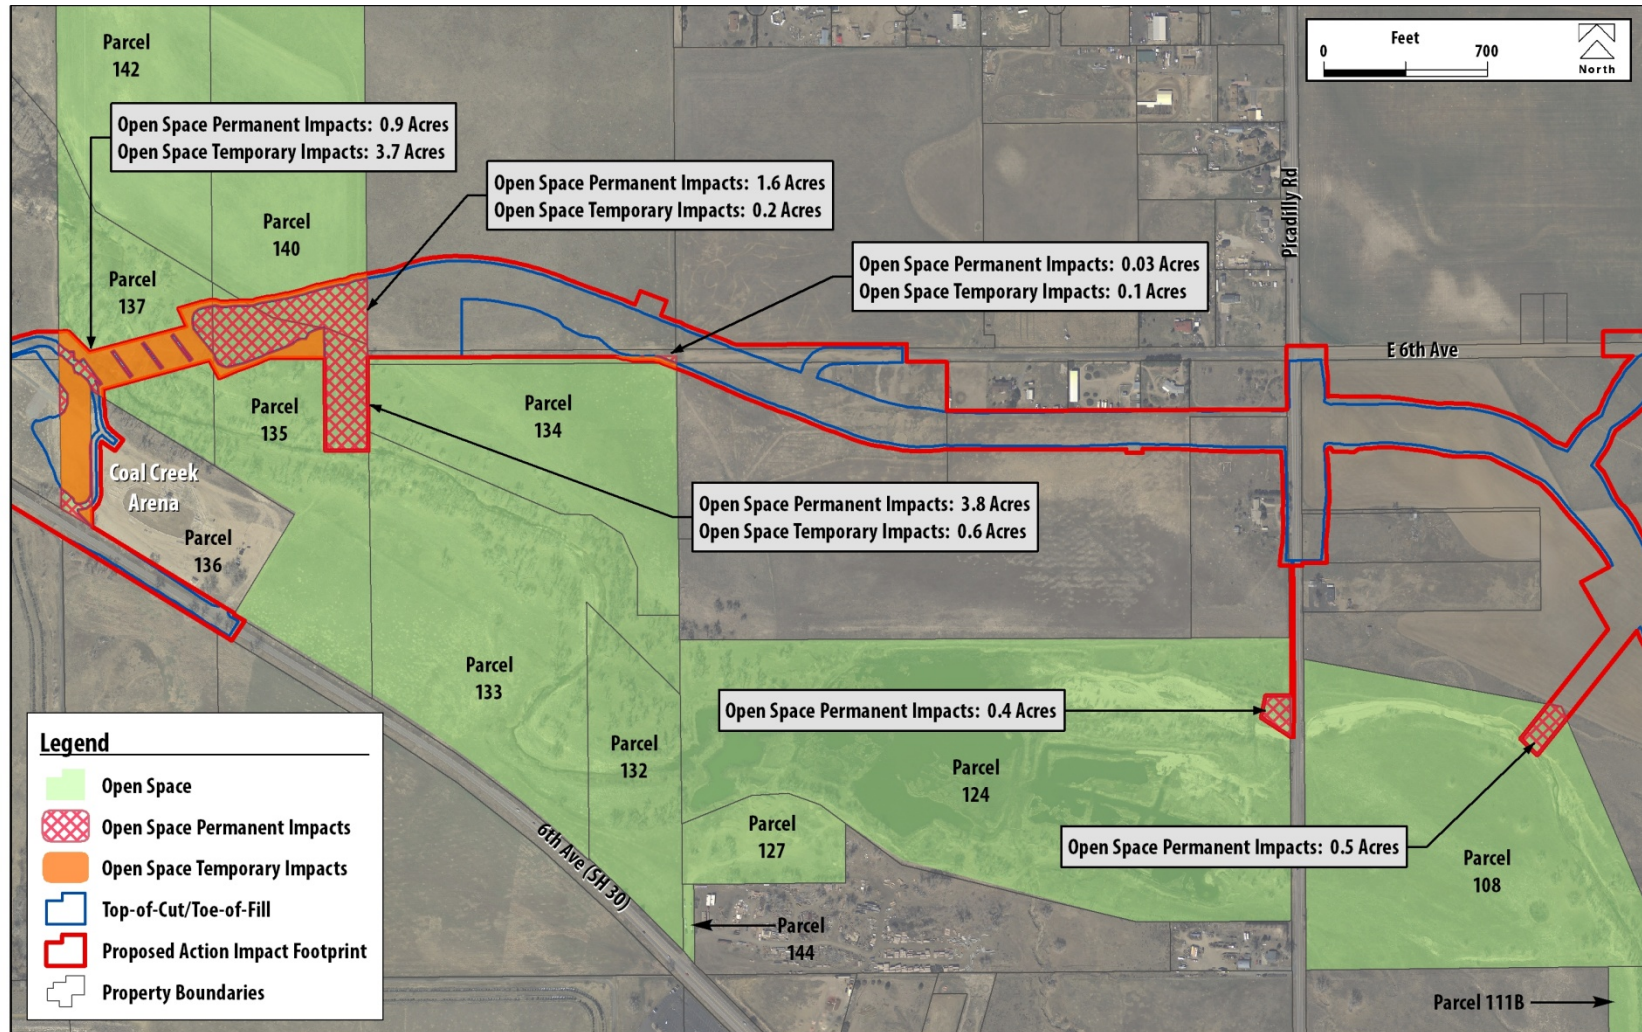 Parcel
142
Feet
0 700
North
Open Space Permanent Impacts: 0.9 Acres
Open Space Temporary Impacts: 3.7 Acres
Open Space Permanent Impacts: 1.6 Acres
Open Space Temporary Impacts: 0.2 Acres
Picadilly Rd
Parcel
140
Parcel
137
Open Space Permanent Impacts: 0.03 Acres
Open Space Temporary Impacts: 0.1 Acres
E 6th Ave
Parcel
135
Parcel
134
Coal Creek
Arena
Parcel
136
Open Space Permanent Impacts: 3.8 Acres
Open Space Temporary Impacts: 0.6 Acres
Parcel
133
Open Space Permanent Impacts: 0.4 Acres
Parcel
132
Parcel
124
Parcel
127
6th Ave (SH 30)
Open Space Permanent Impacts: 0.5 Acres
Parcel
108
Parcel
144
Parcel 111B
Legend
Open Space
Open Space Permanent Impacts
Open Space Temporary Impacts
Top-of-Cut/Toe-of-Fill
Proposed Action Impact Footprint
Property Boundaries